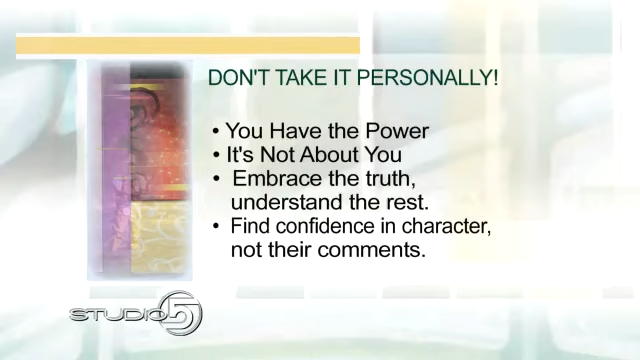 DON'T TAKE IT PERSONALLY!
• You Have the Power
• It's Not About You
• Embrace the truth,
understand the rest.
• Find confidence in character,
not their comments.
STUDIO 5